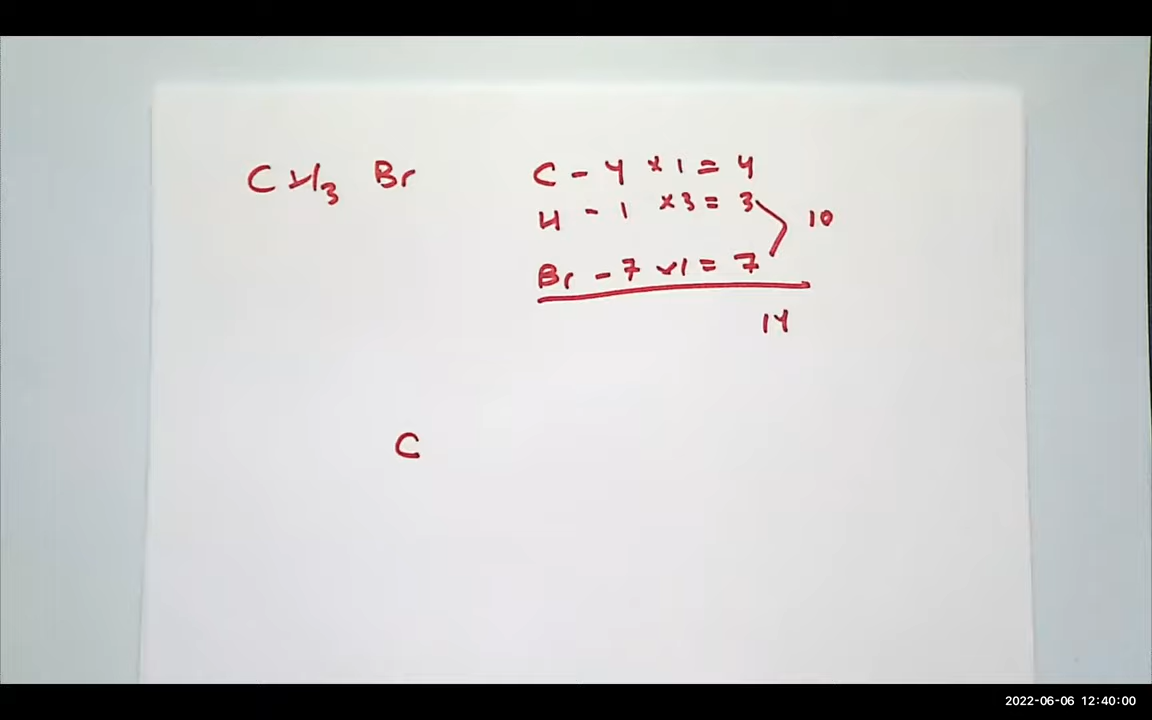 CH3 Br
C - 4 × 1 = 4
H - 1 × 3 = 3
10
Br - 7 × 1 = 7
14
C
2022-06-06 12:40:00